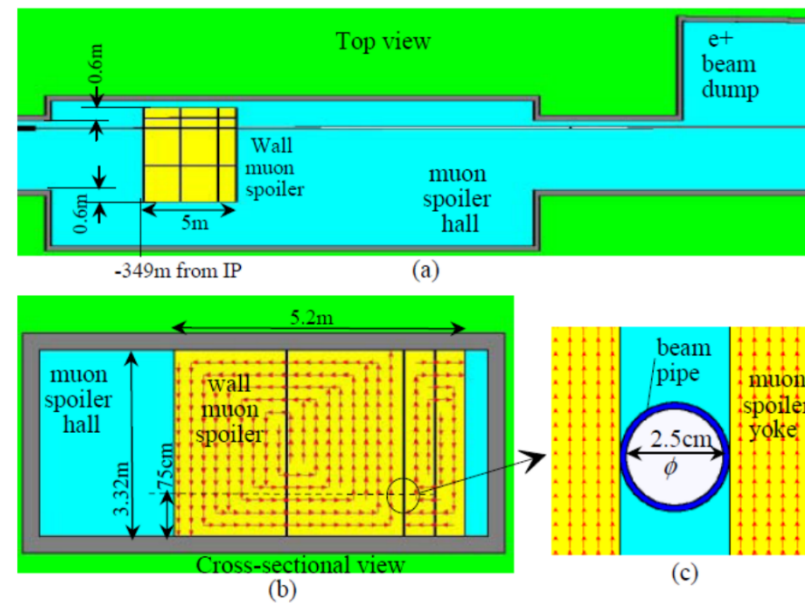 Top view
e+
beam
dump
0.6m
Wall
muon
spoiler
muon
spoiler
hall
0.6m
5m
-349m from IP
(a)
5.2m
muon
spoiler
hall
wall
muon
spoiler
3.32m
75cm
Cross-sectional view
(b)
beam
pipe
muon
spoiler
yoke
2.5cm
ϕ
(c)